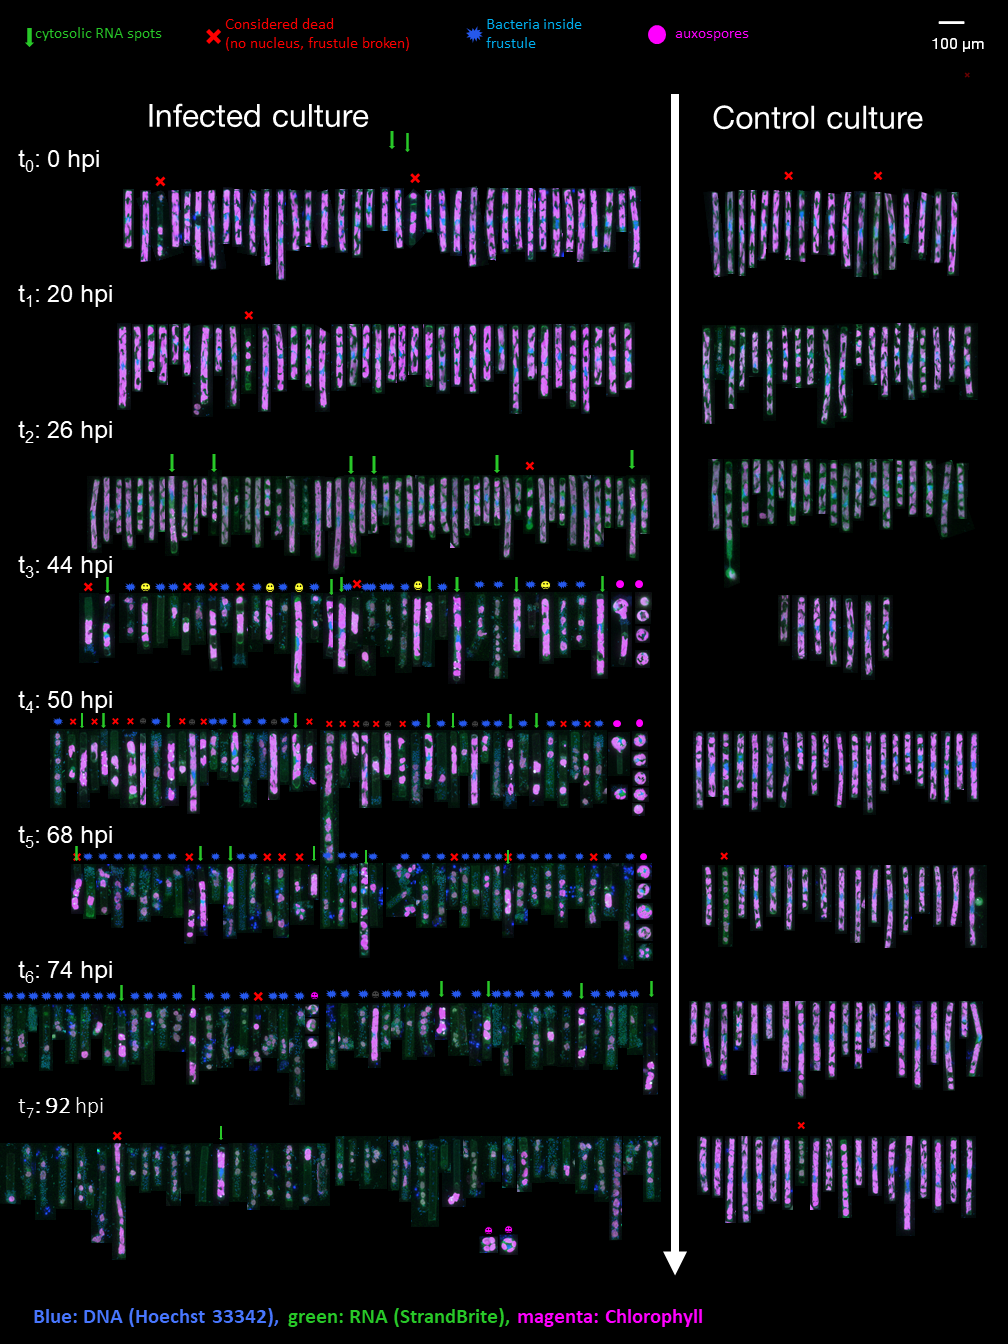 cytosolic RNA spots
Considered dead
(no nucleus, frustule broken)
Bacteria inside
frustule
auxospores
100 µm
Infected culture
Control culture
t0: 0 hpi
t1: 20 hpi
t2: 26 hpi
t3: 44 hpi
t4: 50 hpi
t5: 68 hpi
t6: 74 hpi
t7: 92 hpi
Blue: DNA (Hoechst 33342), green: RNA (StrandBrite), magenta: Chlorophyll